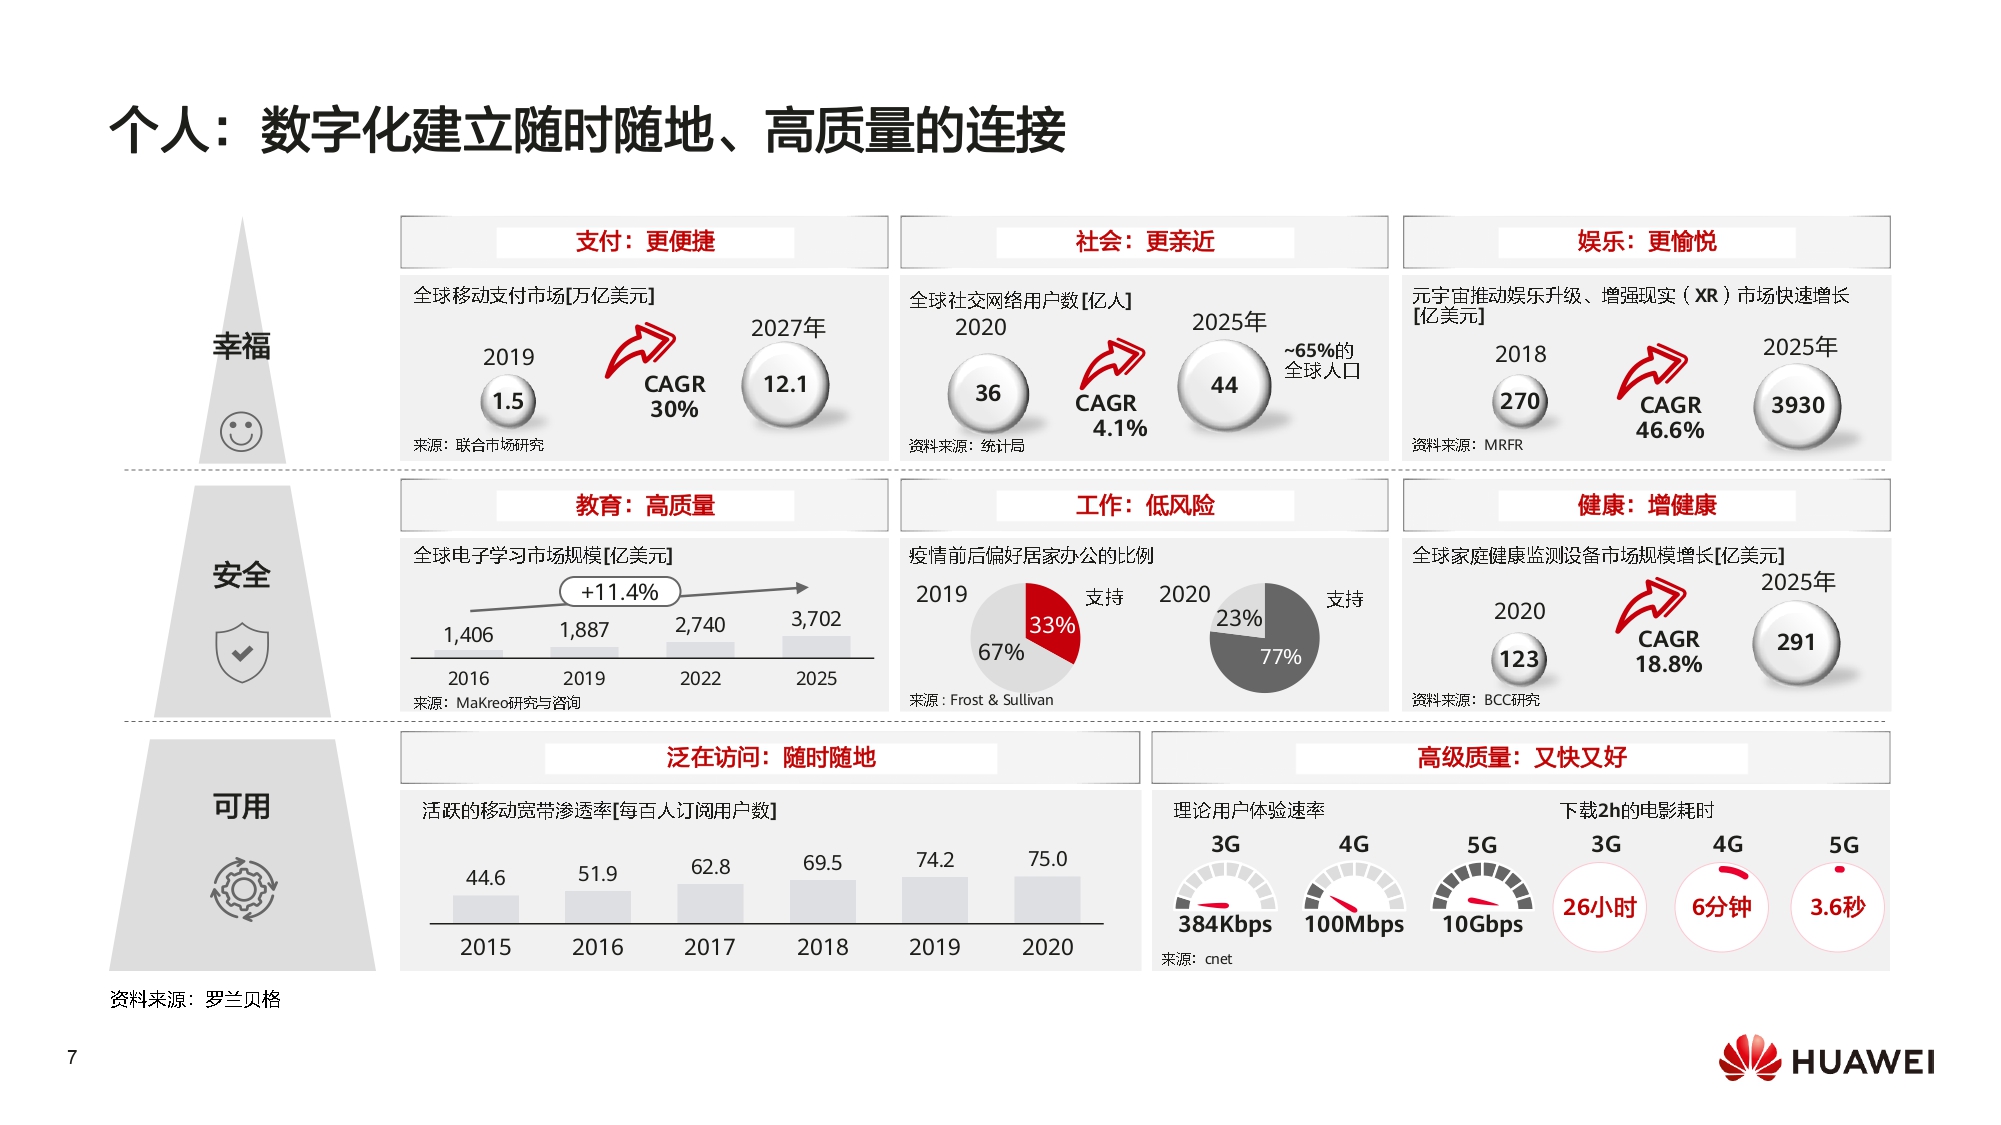 个人：数字化建立随时随地、高质量的连接
幸福
支付：更便捷
全球移动支付市场[万亿美元]
2019
1.5
CAGR
30%
2027年
12.1
来源：联合市场研究
社会：更亲近
全球社交网络用户数[亿人]
2020
36
CAGR
4.1%
2025年
44
~65%的
全球人口
资料来源：统计局
娱乐：更愉悦
元宇宙推动娱乐升级、增强现实（XR）市场快速增长
[亿美元]
2018
270
CAGR
46.6%
2025年
3930
资料来源：MRFR
安全
教育：高质量
全球电子学习市场规模[亿美元]
+11.4%
1,406 1,887 2,740 3,702
2016 2019 2022 2025
来源：MaKreo研究与咨询
工作：低风险
疫情前后偏好居家办公的比例
2019
33%
67%
支持
2020
23%
77%
支持
来源 : Frost & Sullivan
健康：增健康
全球家庭健康监测设备市场规模增长[亿美元]
2020
123
CAGR
18.8%
2025年
291
资料来源：BCC研究
可用
泛在访问：随时随地
活跃的移动宽带渗透率[每百人订阅用户数]
44.6 51.9 62.8 69.5 74.2 75.0
2015 2016 2017 2018 2019 2020
高级质量：又快又好
理论用户体验速率
3G 4G 5G
384Kbps 100Mbps 10Gbps
下载2h的电影耗时
3G 4G 5G
26小时 6分钟 3.6秒
来源：cnet
资料来源：罗兰贝格
7
HUAWEI